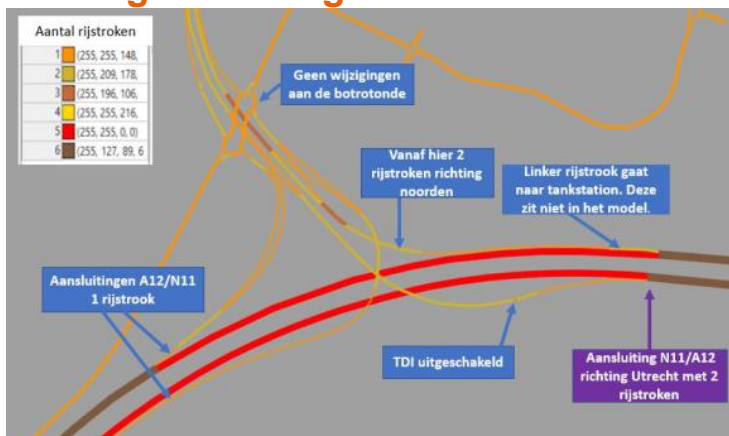 Aantal rijstroken
1 (255, 255, 148,
2 (255, 209, 178,
3 (255, 196, 106,
4 (255, 255, 216,
5 (255, 255, 0, 0)
6 (255, 127, 89, 6
Geen wijzigingen
aan de botrotonde
Vanaf hier 2
rijstroken richting
noorden
Linker rijstrook gaat
naar tankstation. Deze
zit niet in het model.
Aansluitingen A12/N11
1 rijstrook
TDI uitgeschakeld
Aansluiting N11/A12
richting Utrecht met 2
rijstroken